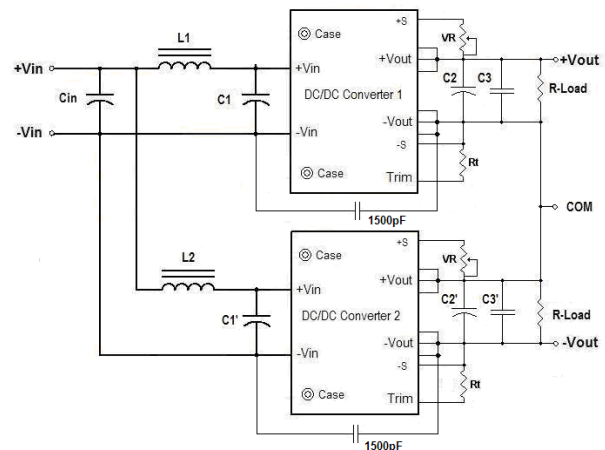 L1
Case
+S
VR
+Vin
+Vin
+Vout
+Vout
Cin
C1
DC/DC Converter 1
C2
C3
R-Load
-Vin
-Vin
-Vout
-S
Case
Trim
Rt
1500pF
COM
L2
Case
+S
VR
+Vin
+Vout
C1'
DC/DC Converter 2
C2'
C3'
R-Load
-Vin
-Vout
-Vout
-S
Case
Trim
Rt
1500pF